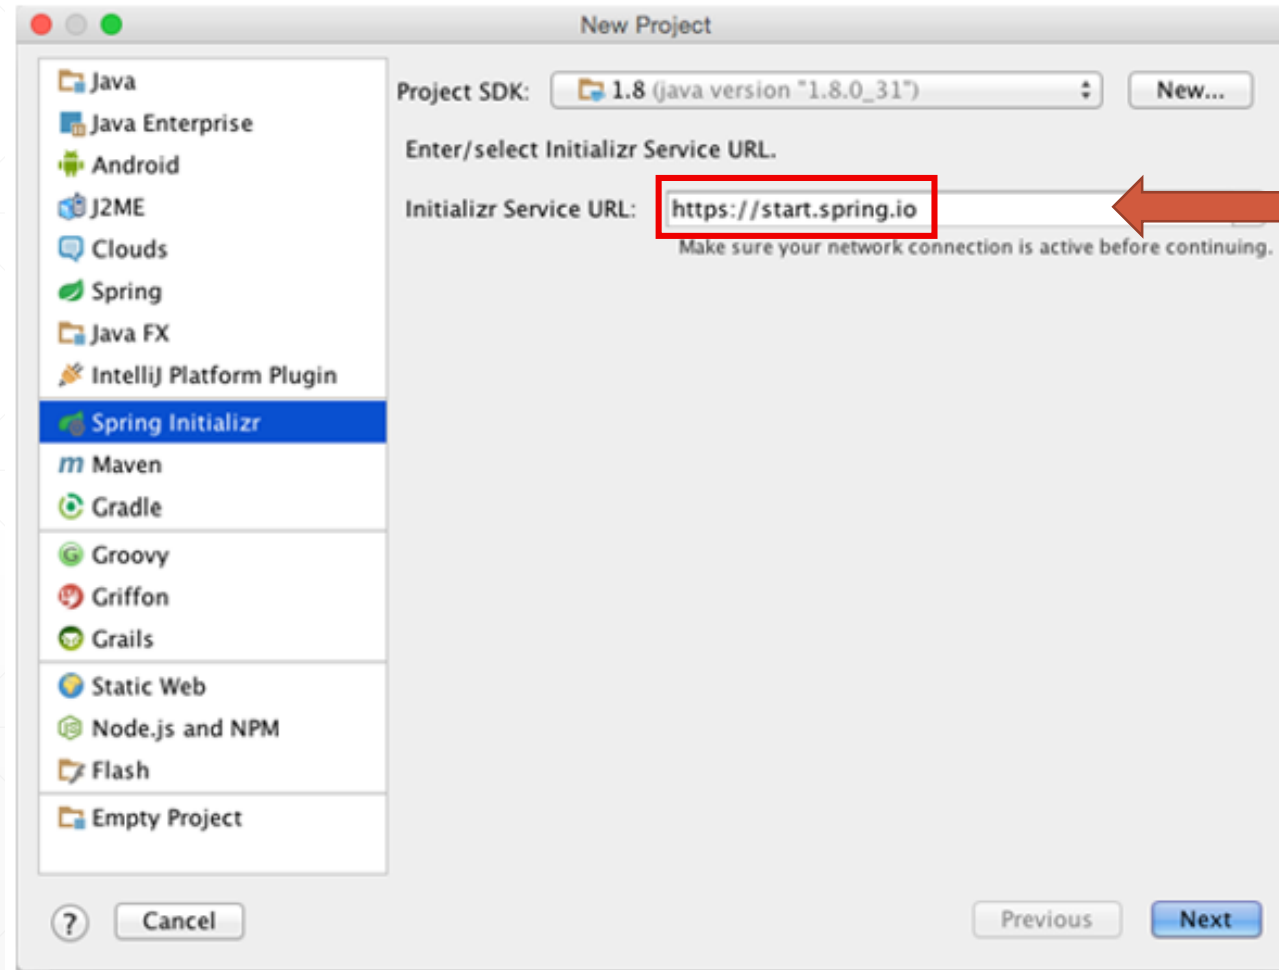 New Project
Java
Java Enterprise
Android
J2ME
Clouds
Spring
Java FX
IntelliJ Platform Plugin
Spring Initializr
Maven
Gradle
Groovy
Griffon
Grails
Static Web
Node.js and NPM
Flash
Empty Project
Project SDK: 1.8 (java version "1.8.0_31") New...
Enter/select Initializr Service URL.
Initializr Service URL: https://start.spring.io
Make sure your network connection is active before continuing.
? Cancel Previous Next